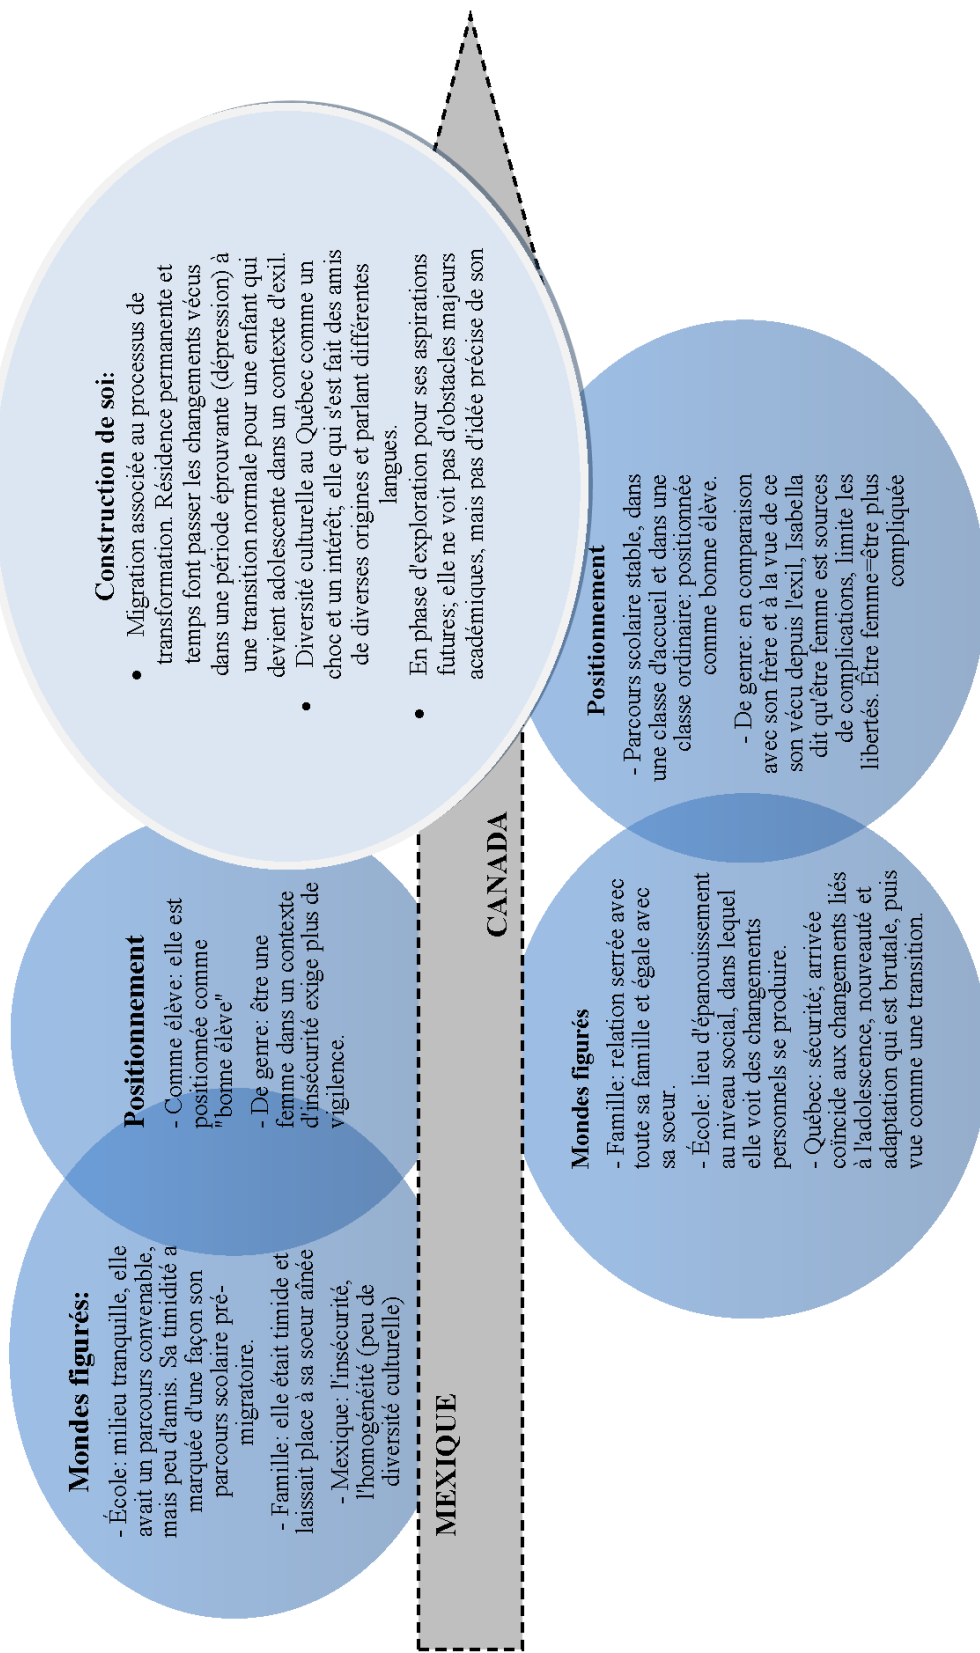 Mondes figurés:
- École: milieu tranquille, elle
avait un parcours convenable,
mais peu d'amis. Sa timidité a
marquée d'une façon son
parcours scolaire pré-
migratoire.
- Famille: elle était timide et
laissait place à sa soeur aînée
- Mexique: l'insécurité,
l'homogénéité (peu de
diversité culturelle)
Positionnement
- Comme élève: elle est
positionnée comme
"bonne élève"
- De genre: être une
femme dans un contexte
d'insécurité exige plus de
vigilence.
Construction de soi:
• Migration associée au processus de
transformation. Résidence permanente et
temps font passer les changements vécus
dans une période éprouvante (dépression) à
une transition normale pour une enfant qui
devient adolescente dans un contexte d'exil.
• Diversité culturelle au Québec comme un
choc et un intérêt; elle qui s'est fait des amis
de diverses origines et parlant différentes
langues.
• En phase d'exploration pour ses aspirations
futures; elle ne voit pas d'obstacles majeurs
académiques, mais pas d'idée précise de son
MEXIQUE
CANADA
Mondes figurés
- Famille: relation serrée avec
toute sa famille et égale avec
sa soeur.
- École: lieu d'épanouissement
au niveau social, dans lequel
elle voit des changements
personnels se produire.
- Québec: sécurité; arrivée
coïncide aux changements liés
à l'adolescence, nouveauté et
adaptation qui est brutale, puis
vue comme une transition.
Positionnement
- Parcours scolaire stable, dans
une classe d'accueil et dans une
classe ordinaire: positionnée
comme bonne élève.
- De genre: en comparaison
avec son frère et à la vue de ce
son vécu depuis l'exil, Isabella
dit qu'être femme est sources
de complications, limite les
libertés. Être femme=être plus
compliquée